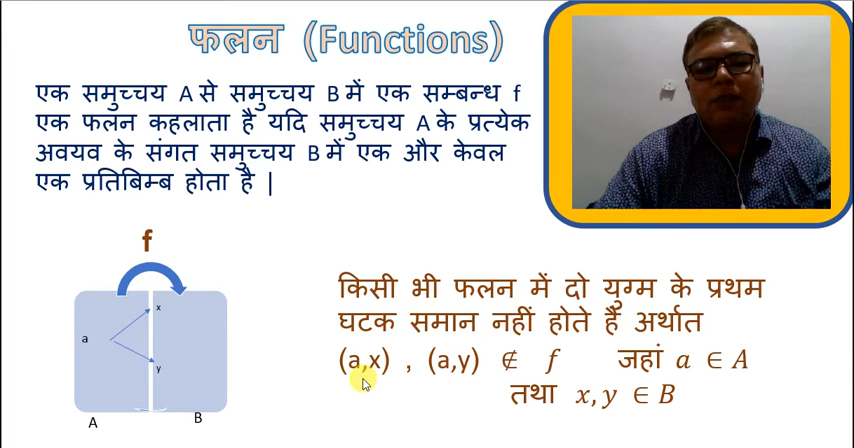 फलन (Functions)
एक समुच्चय A से समुच्चय B में एक सम्बन्ध f
एक फलन कहलाता है यदि समुच्चय A के प्रत्येक
अवयव के संगत समुच्चय B में एक और केवल
एक प्रतिबिम्ब होता है |
f
x
a
y
A
B
किसी भी फलन में दो युग्म के प्रथम
घटक समान नहीं होते हैं अर्थात
(a,x) , (a,y) ∉ f जहां a ∈ A
तथा x, y ∈ B